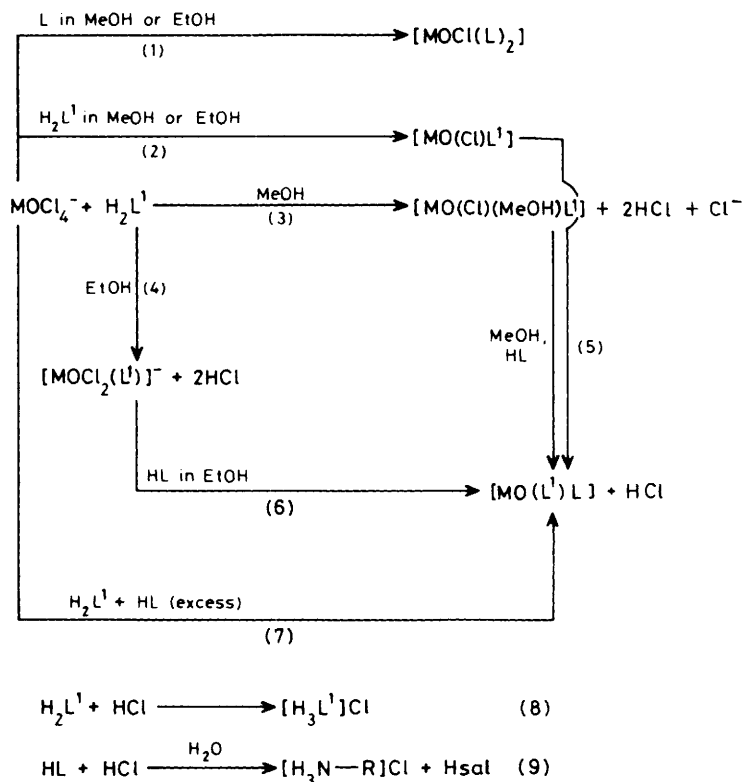 L in MeOH or EtOH
(1)
[MOCl(L)₂]
H₂L¹ in MeOH or EtOH
(2)
[MO(Cl)L¹]
MOCl₄⁻ + H₂L¹
MeOH
(3)
[MO(Cl)(MeOH)L¹] + 2HCl + Cl⁻
EtOH (4)
MeOH,
HL
(5)
[MOCl₂(L¹)]⁻ + 2HCl
HL in EtOH
(6)
[MO(L¹)L] + HCl
H₂L¹ + HL (excess)
(7)
H₂L¹ + HCl → [H₃L¹]Cl (8)
H₂O
HL + HCl → [H₃N—R]Cl + Hsal (9)